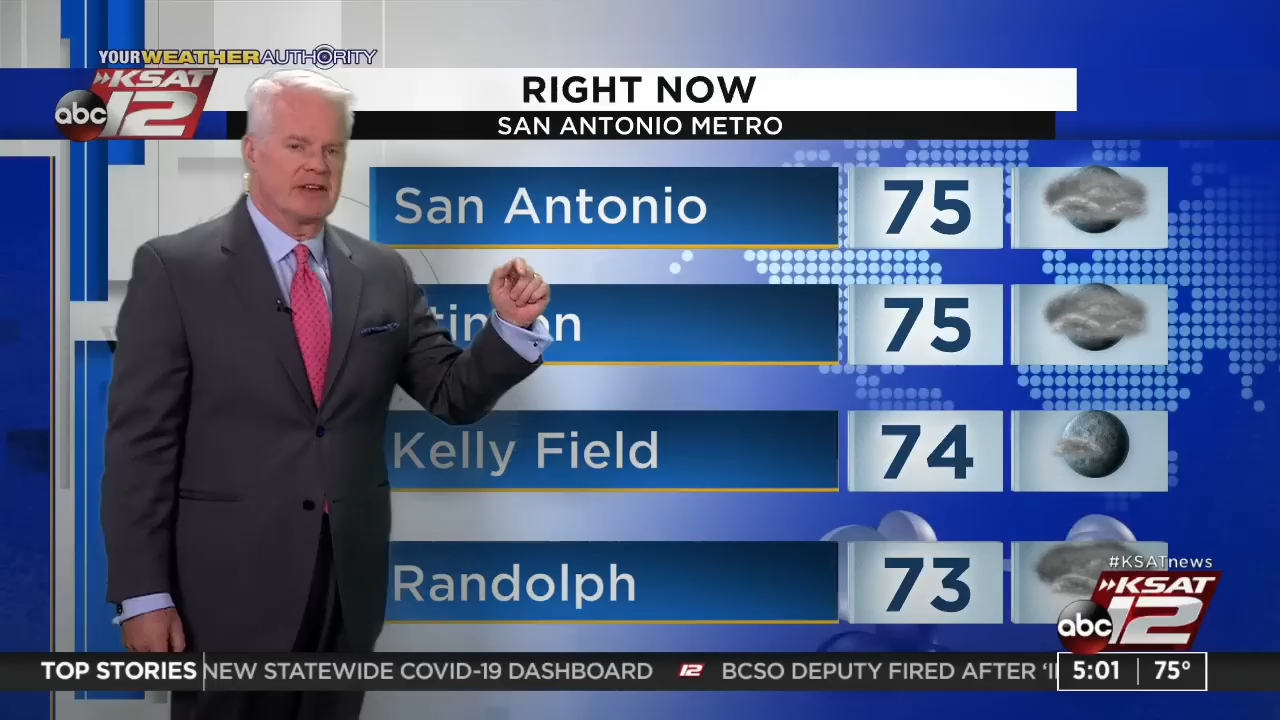 YOUR WEATHER AUTHORITY
KSAT
abc 12
RIGHT NOW
SAN ANTONIO METRO
San Antonio 75
75
Kelly Field 74
Randolph 73
#KSATnews
KSAT
abc 12
TOP STORIES NEW STATEWIDE COVID-19 DASHBOARD 12 BCSO DEPUTY FIRED AFTER 5:01 75°